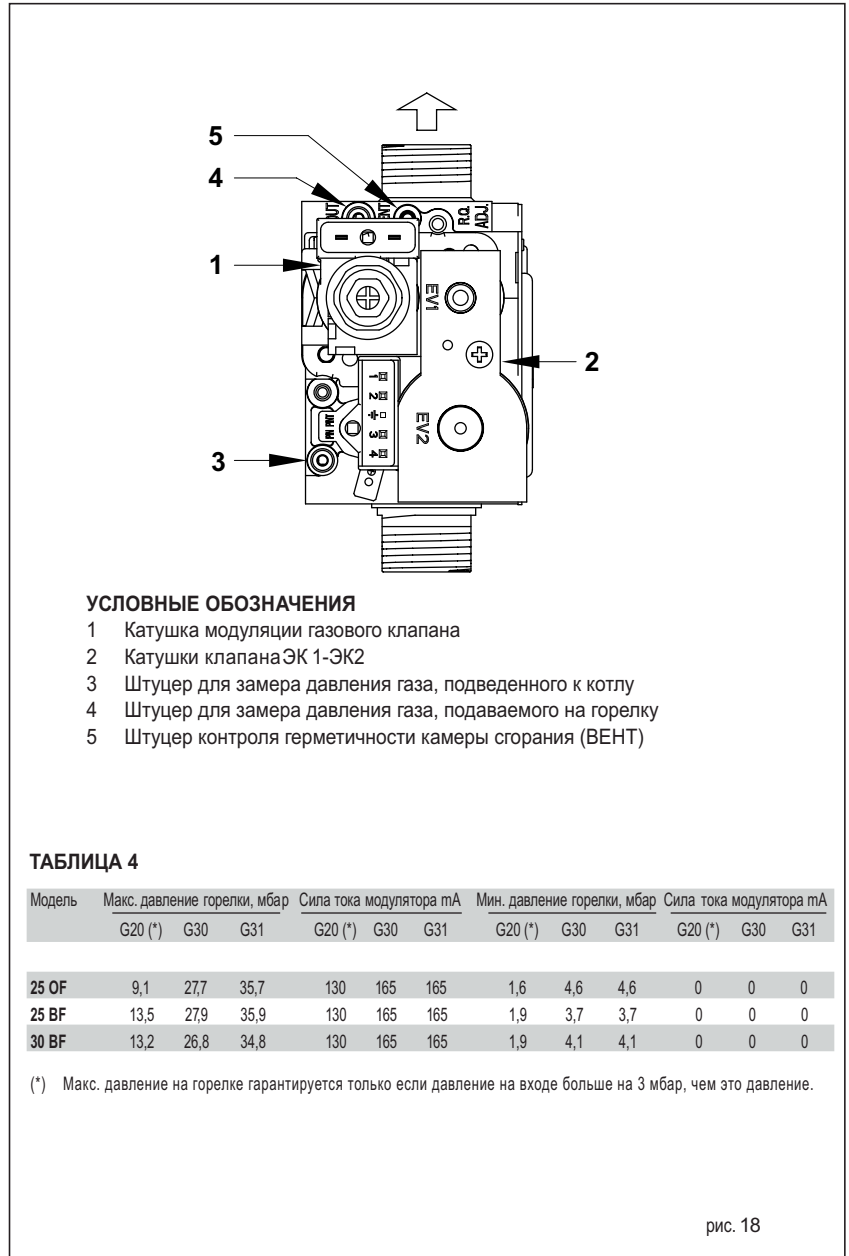 5
4
OUT
VENT
R.Q.
ADJ.
1
EV1
2
1
2
3
4
EV2
PIN PNT
3
УСЛОВНЫЕ ОБОЗНАЧЕНИЯ
1 Катушка модуляции газового клапана
2 Катушки клапанаЭК 1-ЭК2
3 Штуцер для замера давления газа, подведенного к котлу
4 Штуцер для замера давления газа, подаваемого на горелку
5 Штуцер контроля герметичности камеры сгорания (ВЕНТ)
ТАБЛИЦА 4
Модель Макс. давление горелки, мбар Сила тока модулятора mA Мин. давление горелки, мбар Сила тока модулятора mA
G20 (*) G30 G31 G20 (*) G30 G31 G20 (*) G30 G31 G20 (*) G30 G31
25 OF 9,1 27,7 35,7 130 165 165 1,6 4,6 4,6 0 0 0
25 BF 13,5 27,9 35,9 130 165 165 1,9 3,7 3,7 0 0 0
30 BF 13,2 26,8 34,8 130 165 165 1,9 4,1 4,1 0 0 0
(*) Макс. давление на горелке гарантируется только если давление на входе больше на 3 мбар, чем это давление.
рис. 18